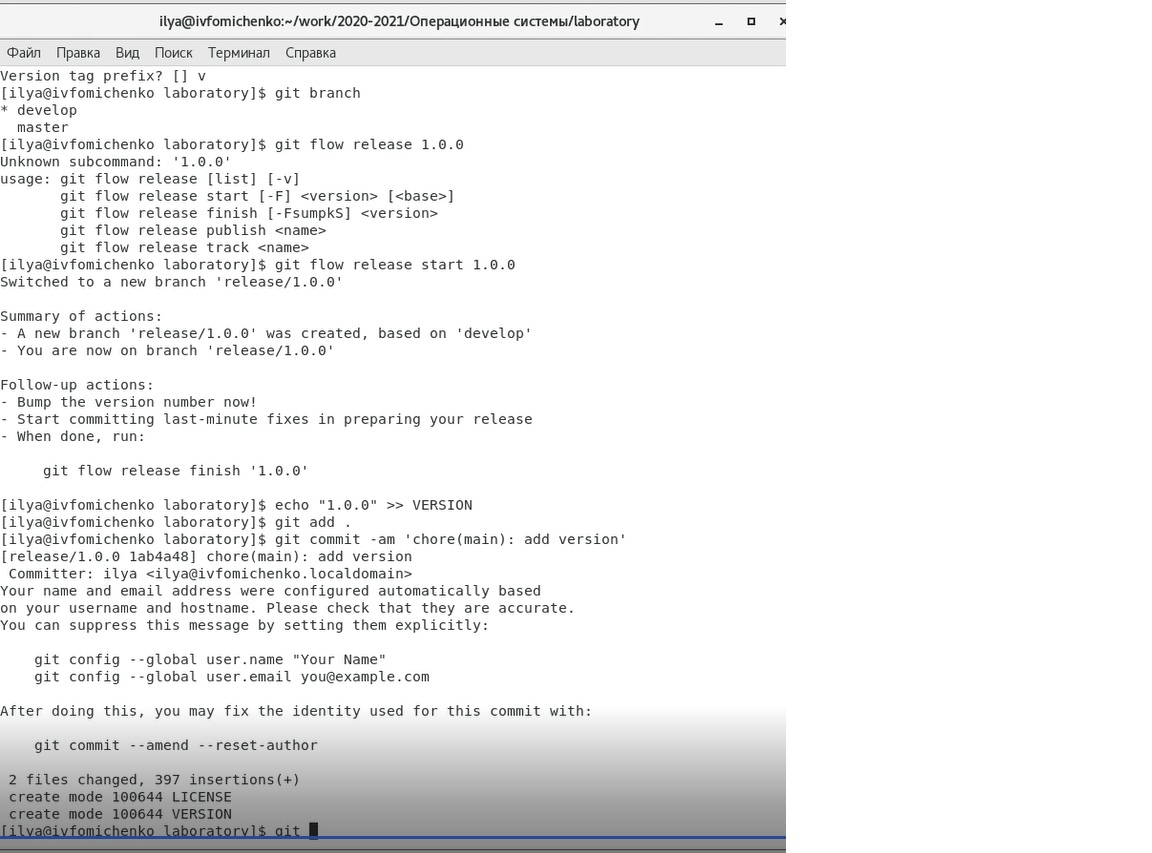 ilya@ivfomichenko:~/work/2020-2021/Операционные системы/laboratory
Файл Правка Вид Поиск Терминал Справка
Version tag prefix? [] v
[ilya@ivfomichenko laboratory]$ git branch
* develop
  master
[ilya@ivfomichenko laboratory]$ git flow release 1.0.0
Unknown subcommand: '1.0.0'
usage: git flow release [list] [-v]
       git flow release start [-F] <version> [<base>]
       git flow release finish [-FsumpkS] <version>
       git flow release publish <name>
       git flow release track <name>
[ilya@ivfomichenko laboratory]$ git flow release start 1.0.0
Switched to a new branch 'release/1.0.0'

Summary of actions:
- A new branch 'release/1.0.0' was created, based on 'develop'
- You are now on branch 'release/1.0.0'

Follow-up actions:
- Bump the version number now!
- Start committing last-minute fixes in preparing your release
- When done, run:

     git flow release finish '1.0.0'

[ilya@ivfomichenko laboratory]$ echo "1.0.0" >> VERSION
[ilya@ivfomichenko laboratory]$ git add .
[ilya@ivfomichenko laboratory]$ git commit -am 'chore(main): add version'
[release/1.0.0 1ab4a48] chore(main): add version
 Committer: ilya <ilya@ivfomichenko.localdomain>
Your name and email address were configured automatically based
on your username and hostname. Please check that they are accurate.
You can suppress this message by setting them explicitly:

    git config --global user.name "Your Name"
    git config --global user.email you@example.com

After doing this, you may fix the identity used for this commit with:

    git commit --amend --reset-author

 2 files changed, 397 insertions(+)
 create mode 100644 LICENSE
 create mode 100644 VERSION
[ilya@ivfomichenko laboratory]$ git